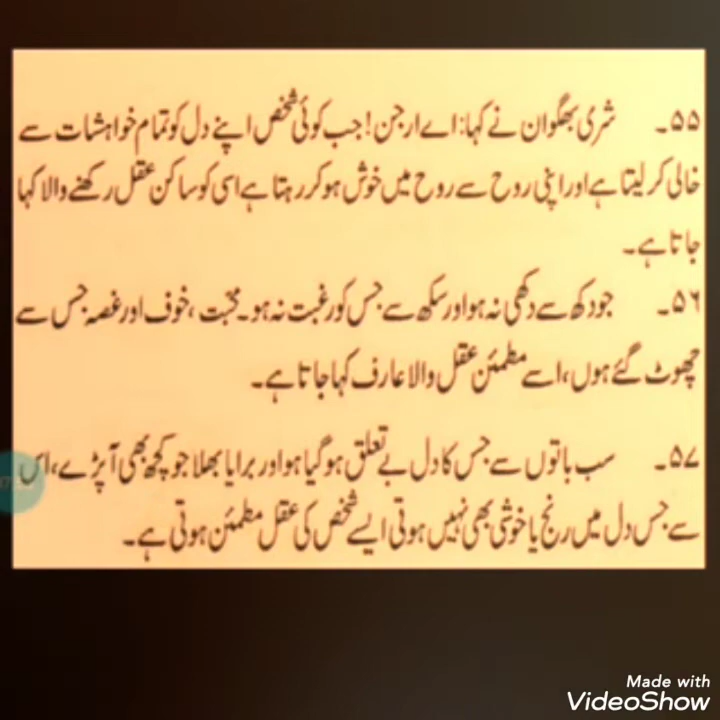 ۵۵۔ شری بھگوان نے کہا: اے ارجن! جب کوئی شخص اپنے دل کو تمام خواہشات سے
خالی کر لیتا ہے اور اپنی روح سے روح میں خوش ہو کر رہتا ہے اسی کو ساکن عقل رکھنے والا کہا
جاتا ہے۔
۵۶۔ جو دکھ سے دکھی نہ ہو اور سکھ سے جس کو رغبت نہ ہو۔ محبت، خوف اور غصہ جس سے
چھوٹ گئے ہوں، اسے مطمئن عقل والا عارف کہا جاتا ہے۔
۵۷۔ سب باتوں سے جس کا دل بے تعلق ہو گیا ہو اور برا یا بھلا جو کچھ بھی آپڑے، اس
سے جس دل میں رنج یا خوشی بھی نہیں ہوتی ایسے شخص کی عقل مطمئن ہوتی ہے۔
Made with
VideoShow